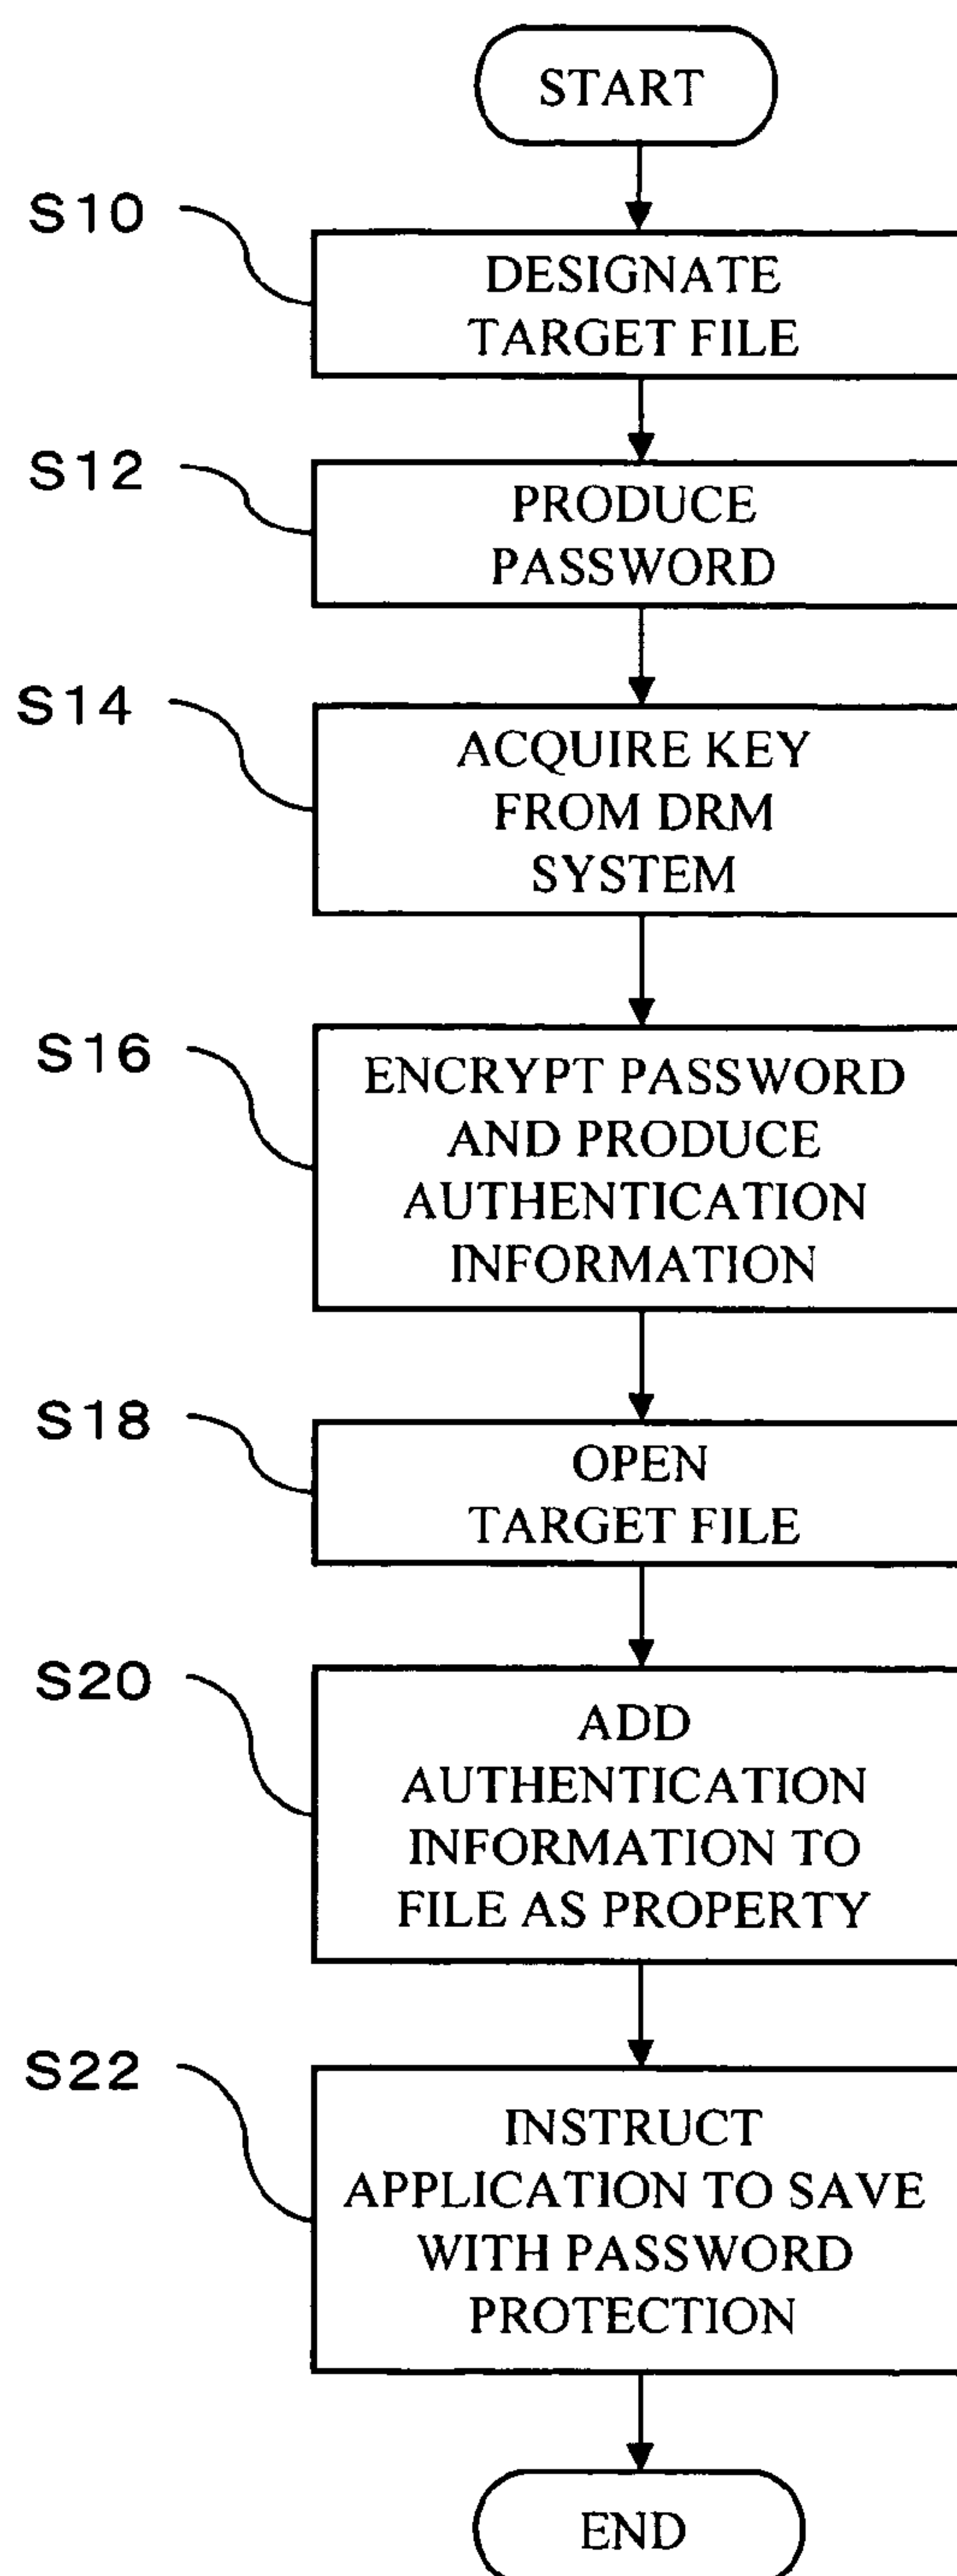 START
S10
DESIGNATE
TARGET FILE
S12
PRODUCE
PASSWORD
S14
ACQUIRE KEY
FROM DRM
SYSTEM
S16
ENCRYPT PASSWORD
AND PRODUCE
AUTHENTICATION
INFORMATION
S18
OPEN
TARGET FILE
S20
ADD
AUTHENTICATION
INFORMATION TO
FILE AS PROPERTY
S22
INSTRUCT
APPLICATION TO SAVE
WITH PASSWORD
PROTECTION
END